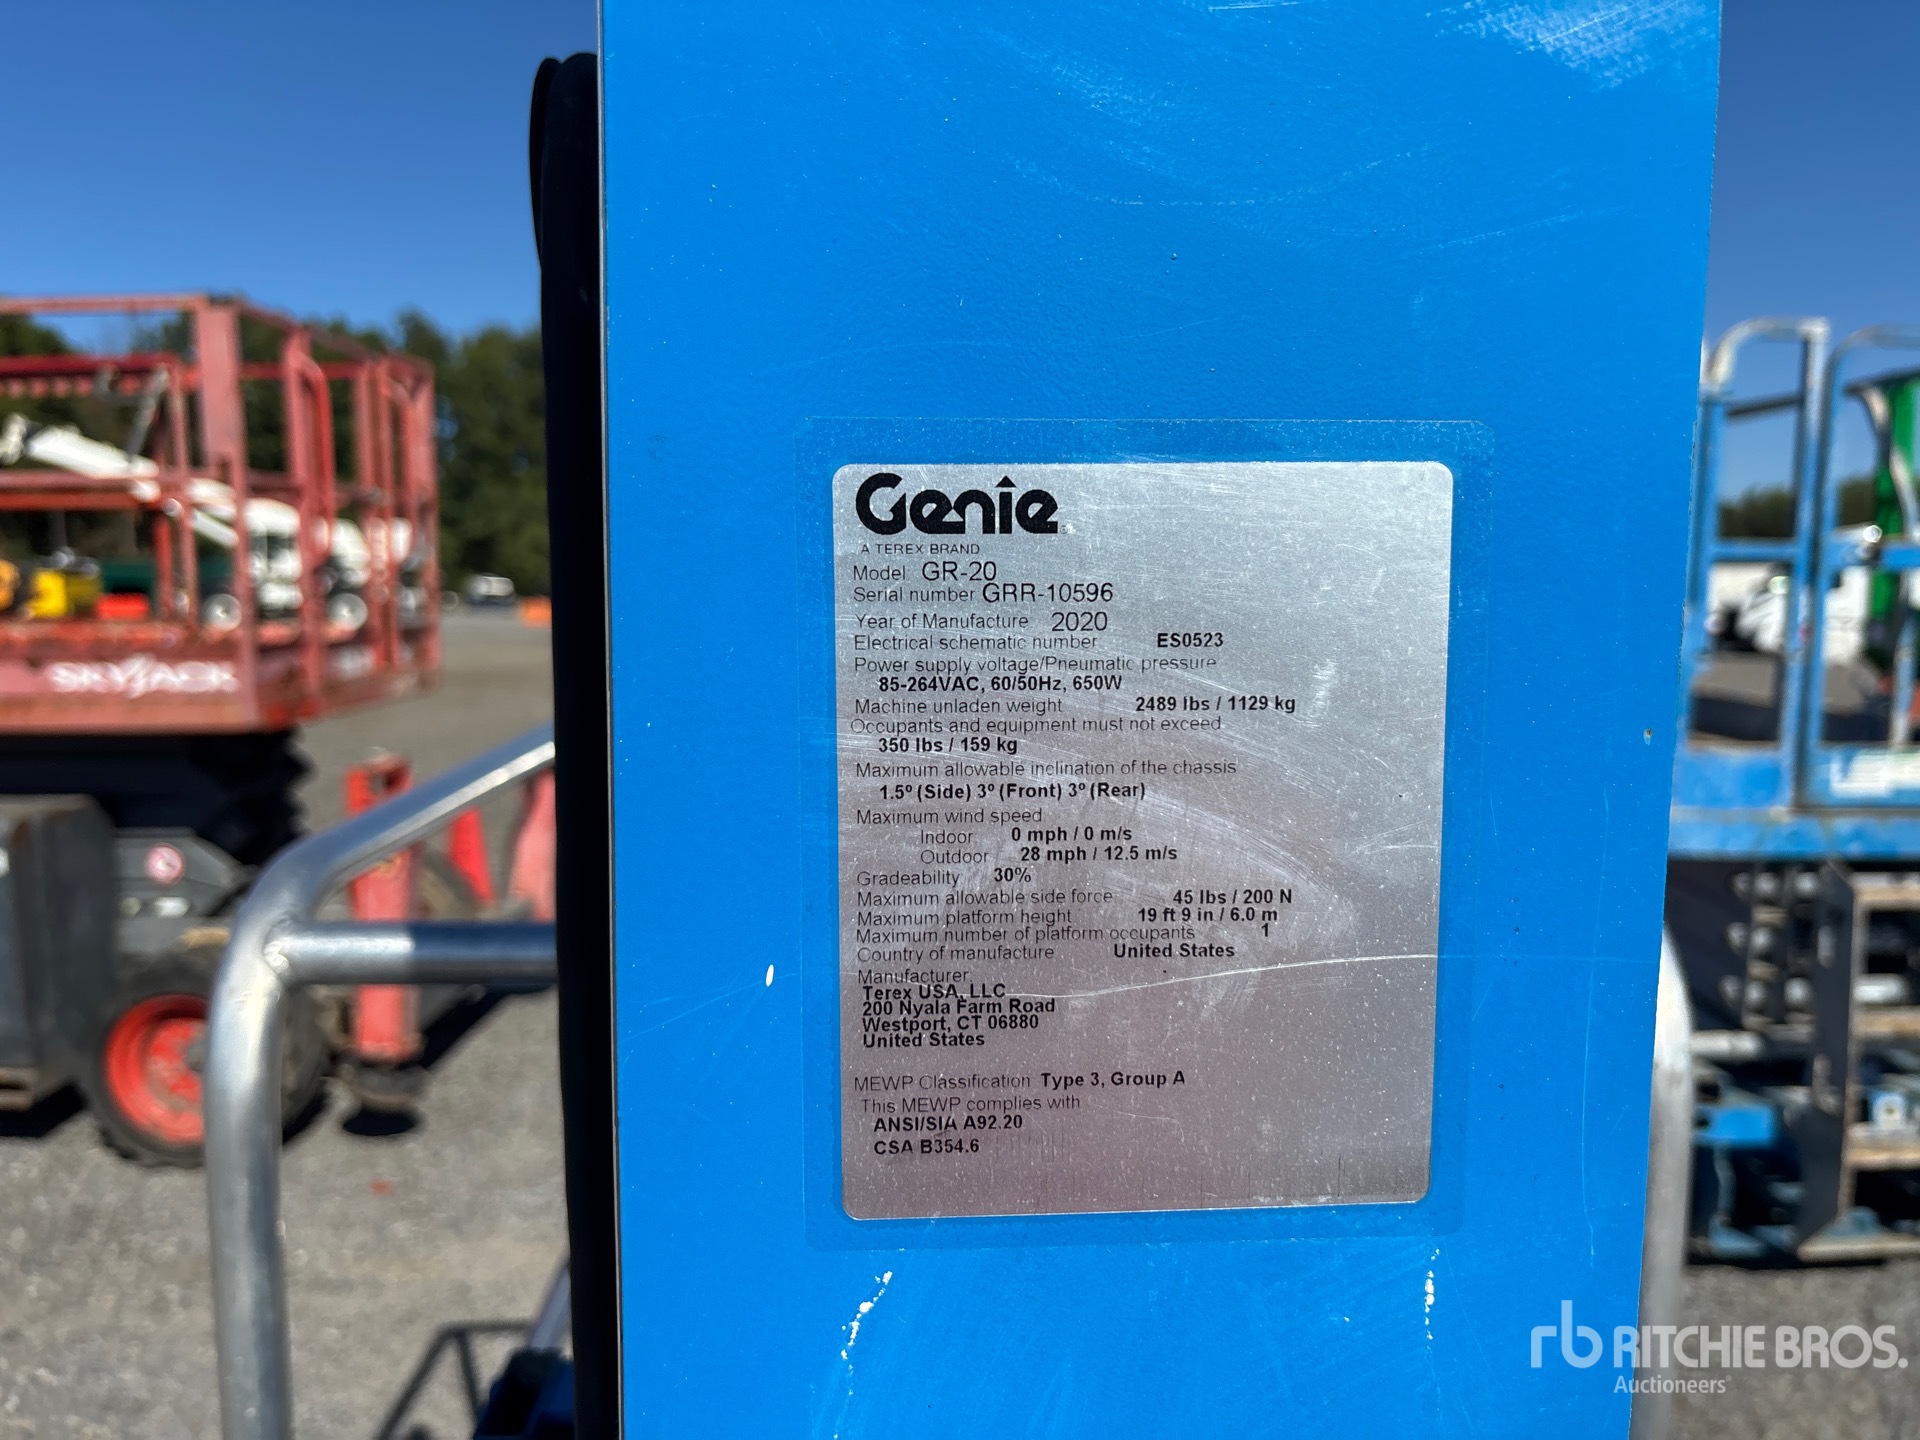 Genie
A TEREX BRAND
Model GR-20
Serial number GRR-10596
Year of Manufacture 2020
Electrical schematic number ES0523
Power supply voltage/Pneumatic pressure
85-264VAC, 60/50Hz, 650W
Machine unladen weight 2489 lbs / 1129 kg
Occupants and equipment must not exceed
350 lbs / 159 kg
Maximum allowable inclination of the chassis
1.5º (Side) 3º (Front) 3º (Rear)
Maximum wind speed
Indoor 0 mph / 0 m/s
Outdoor 28 mph / 12.5 m/s
Gradeability 30%
Maximum allowable side force 45 lbs / 200 N
Maximum platform height 19 ft 9 in / 6.0 m
Maximum number of platform occupants 1
Country of manufacture United States
Manufacturer
Terex USA, LLC
200 Nyala Farm Road
Westport, CT 06880
United States
MEWP Classification Type 3, Group A
This MEWP complies with
ANSI/SIA A92.20
CSA B354.6
SKYJACK
rb RITCHIE BROS.
Auctioneers